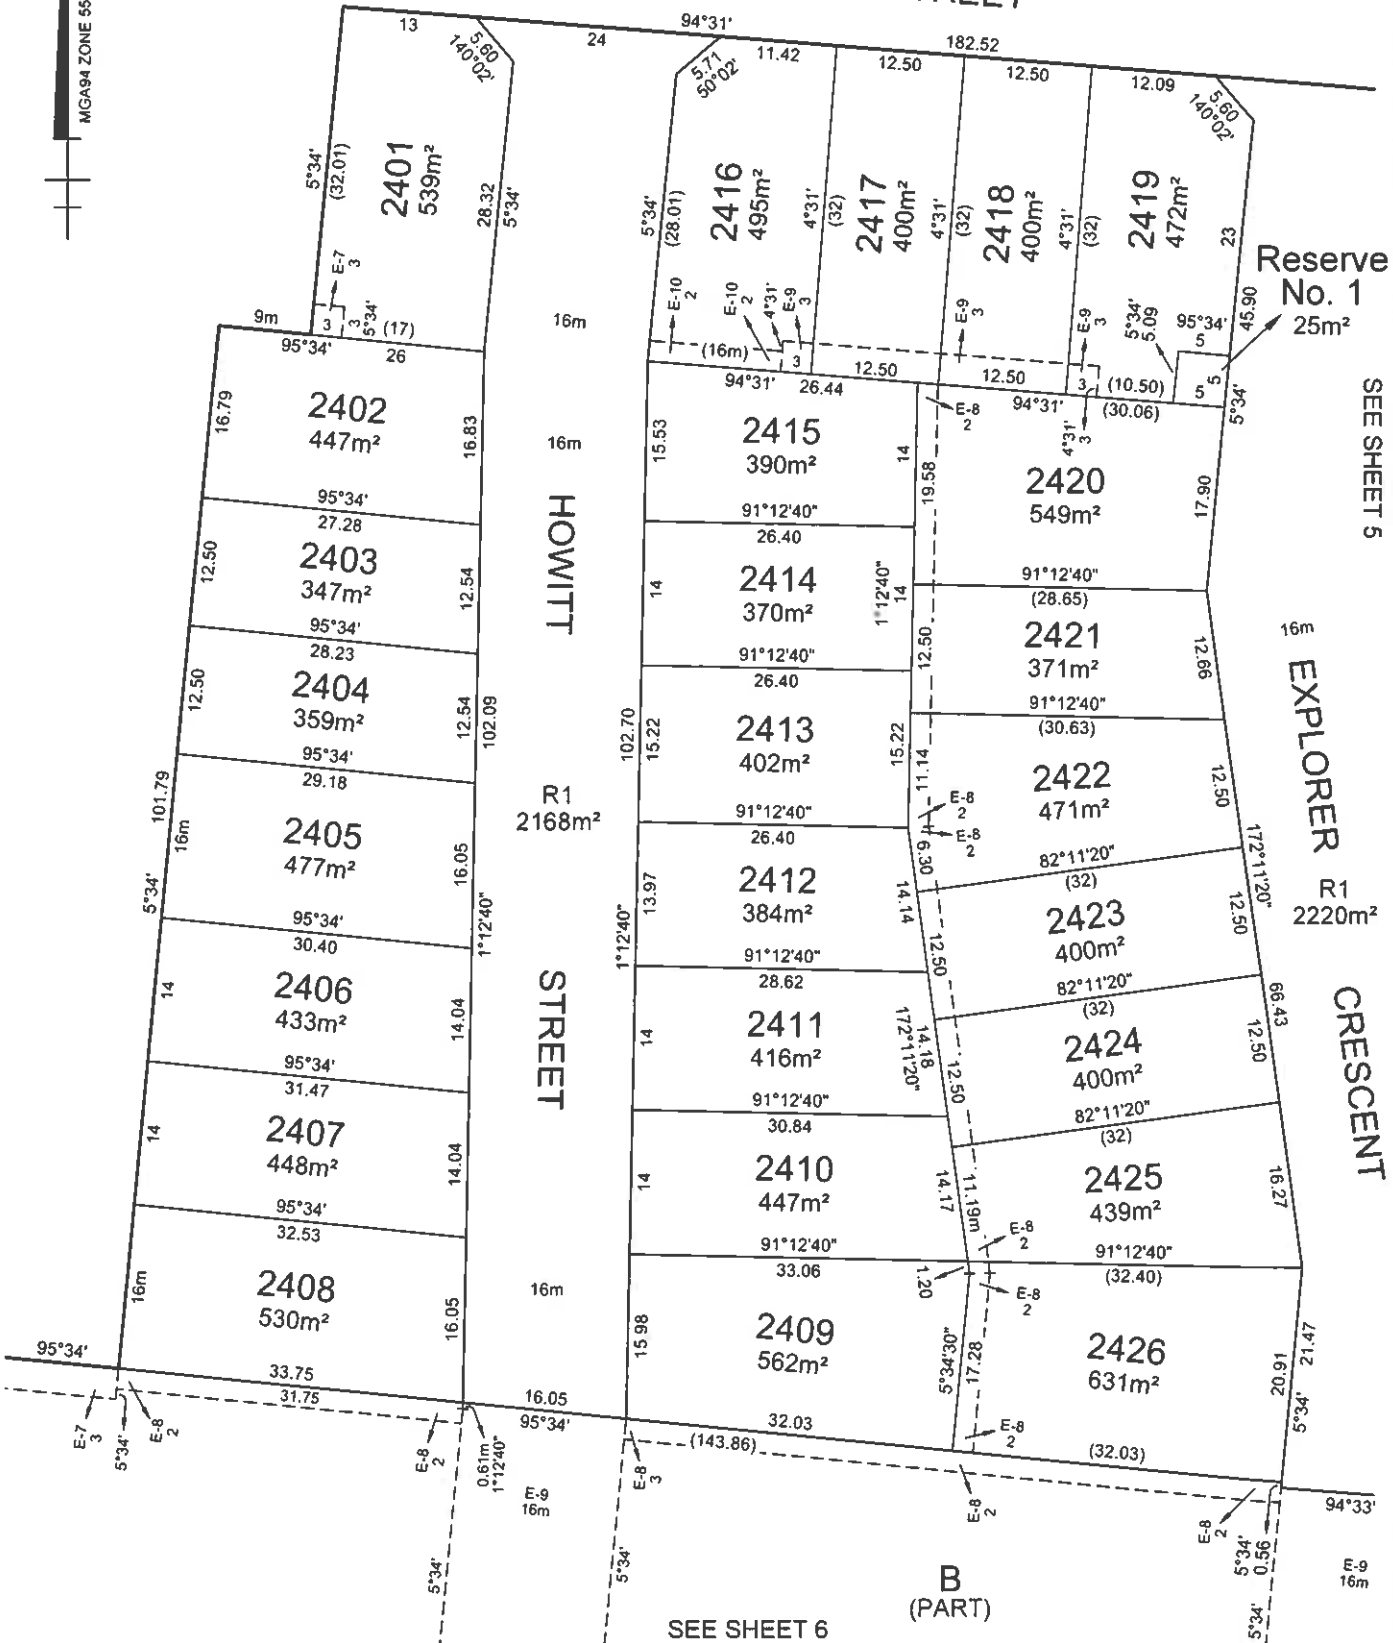 MGA94 ZONE 55
13
5.60
140°02'
24
94°31'
5.71
50°02'
11.42
12.50
182.52
12.50
12.09
5.60
140°02'
5°34'
(32.01)
2401
539m²
28.32
5°34'
5°34'
(28.01)
2416
495m²
4°31'
(32)
2417
400m²
4°31'
(32)
2418
400m²
4°31'
(32)
2419
472m²
23
45.90
Reserve
No. 1
25m²
E-7
3
3
3
5°34'
(17)
9m
95°34'
26
16m
E-10
2
E-10
2
4°31'
E-9
3
(16m)
3
12.50
E-9
3
12.50
E-9
3
3
5°34'
5.09
95°34'
5
5
5
(10.50)
94°31'
26.44
94°31'
(30.06)
4°31'
3
E-8
2
5°34'
SEE SHEET 5
16.79
2402
447m²
16.83
16m
15.53
2415
390m²
14
19.58
2420
549m²
17.90
95°34'
27.28
91°12'40"
26.40
91°12'40"
(28.65)
12.50
2403
347m²
12.54
HOWITT
14
2414
370m²
1°12'40"
14
12.50
2421
371m²
12.66
16m
95°34'
28.23
91°12'40"
26.40
91°12'40"
(30.63)
12.50
2404
359m²
12.54
102.09
102.70
15.22
2413
402m²
15.22
11.14
2422
471m²
12.50
EXPLORER
95°34'
29.18
91°12'40"
26.40
E-8
2
E-8
2
82°11'20"
(32)
172°11'20"
101.79
16m
5°34'
2405
477m²
16.05
R1
2168m²
1°12'40"
1°12'40"
13.97
2412
384m²
14.14
6.30
12.50
2423
400m²
12.50
R1
2220m²
95°34'
30.40
91°12'40"
28.62
82°11'20"
(32)
14
2406
433m²
14.04
STREET
14
2411
416m²
172°11'20"
14.18
12.50
2424
400m²
66.43
12.50
CRESCENT
95°34'
31.47
91°12'40"
30.84
82°11'20"
(32)
14
2407
448m²
14.04
14
2410
447m²
14.17
11.19m
2425
439m²
16.27
95°34'
32.53
91°12'40"
33.06
E-8
2
91°12'40"
(32.40)
16m
2408
530m²
16.05
16m
15.98
2409
562m²
1.20
5°34'30"
17.28
E-8
2
2426
631m²
20.91
21.47
5°34'
95°34'
33.75
31.75
16.05
95°34'
32.03
(143.86)
E-8
2
(32.03)
94°33'
E-7
3
5°34'
E-8
2
E-8
2
0.61m
1°12'40"
E-9
16m
E-8
3
E-8
2
E-8
2
5°34'
0.56
E-9
16m
5°34'
5°34'
5°34'
B
(PART)
SEE SHEET 6